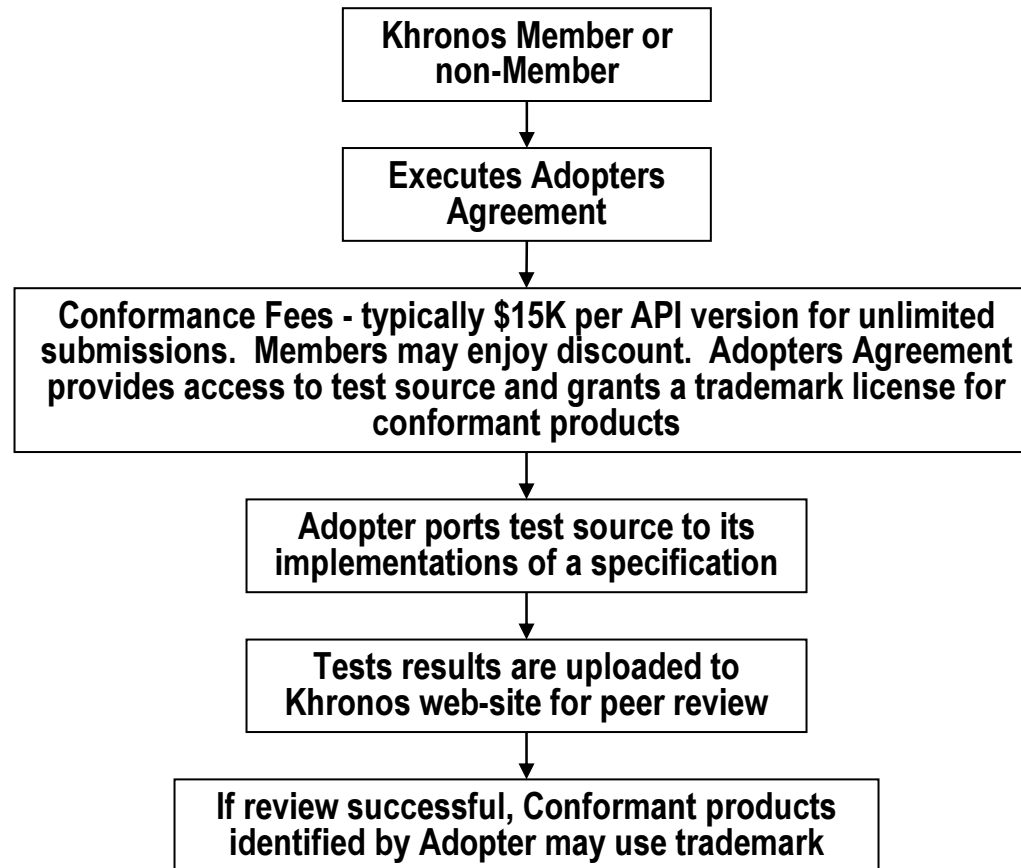 Khronos Member or
non-Member
Executes Adopters
Agreement
Conformance Fees - typically $15K per API version for unlimited
submissions.  Members may enjoy discount.  Adopters Agreement
provides access to test source and grants a trademark license for
conformant products
Adopter ports test source to its
implementations of a specification
Tests results are uploaded to
Khronos web-site for peer review
If review successful, Conformant products
identified by Adopter may use trademark